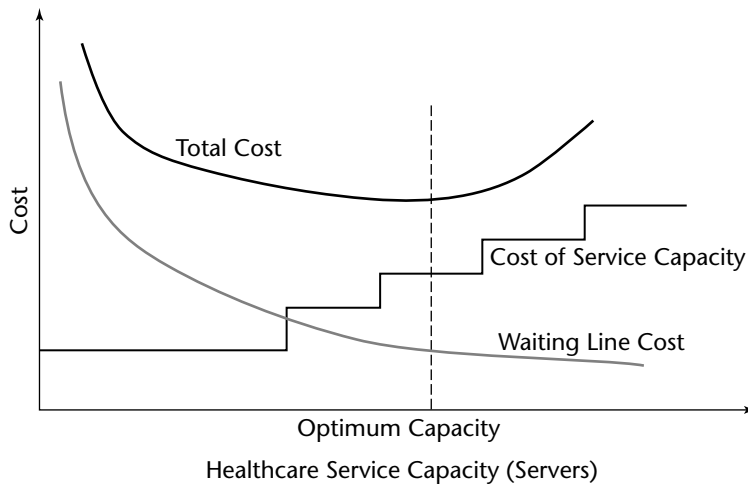 Total Cost
Cost
Cost of Service Capacity
Waiting Line Cost
Optimum Capacity
Healthcare Service Capacity (Servers)